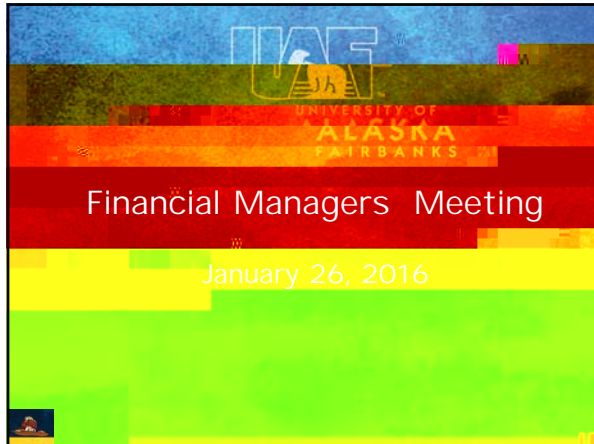 UAF
UNIVERSITY OF
ALASKA
FAIRBANKS
Financial Managers Meeting
January 26, 2016